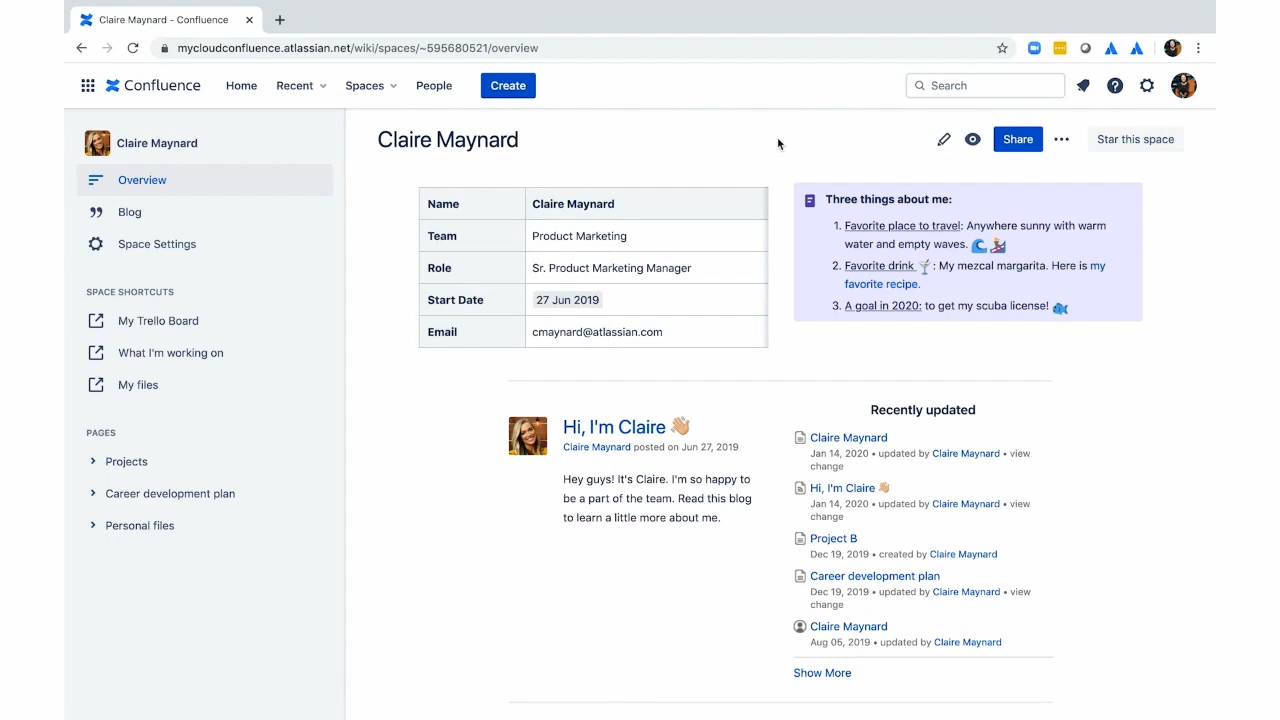 Claire Maynard - Confluence
mycloudconfluence.atlassian.net/wiki/spaces/~595680521/overview
Confluence
Home
Recent
Spaces
People
Create
Search
Claire Maynard
Overview
Blog
Space Settings
SPACE SHORTCUTS
My Trello Board
What I'm working on
My files
PAGES
Projects
Career development plan
Personal files
Claire Maynard
Share
Star this space
Name Claire Maynard
Team Product Marketing
Role Sr. Product Marketing Manager
Start Date 27 Jun 2019
Email cmaynard@atlassian.com
Three things about me:
1. Favorite place to travel: Anywhere sunny with warm
water and empty waves. 🌊🏄
2. Favorite drink 🍸: My mezcal margarita. Here is my
favorite recipe.
3. A goal in 2020: to get my scuba license! 🐟
Hi, I'm Claire 👋🏼
Claire Maynard posted on Jun 27, 2019
Hey guys! It's Claire. I'm so happy to
be a part of the team. Read this blog
to learn a little more about me.
Recently updated
Claire Maynard
Jan 14, 2020 • updated by Claire Maynard • view
change
Hi, I'm Claire 👋🏼
Jan 14, 2020 • updated by Claire Maynard • view
change
Project B
Dec 19, 2019 • created by Claire Maynard
Career development plan
Dec 19, 2019 • updated by Claire Maynard • view
change
Claire Maynard
Aug 05, 2019 • updated by Claire Maynard
Show More